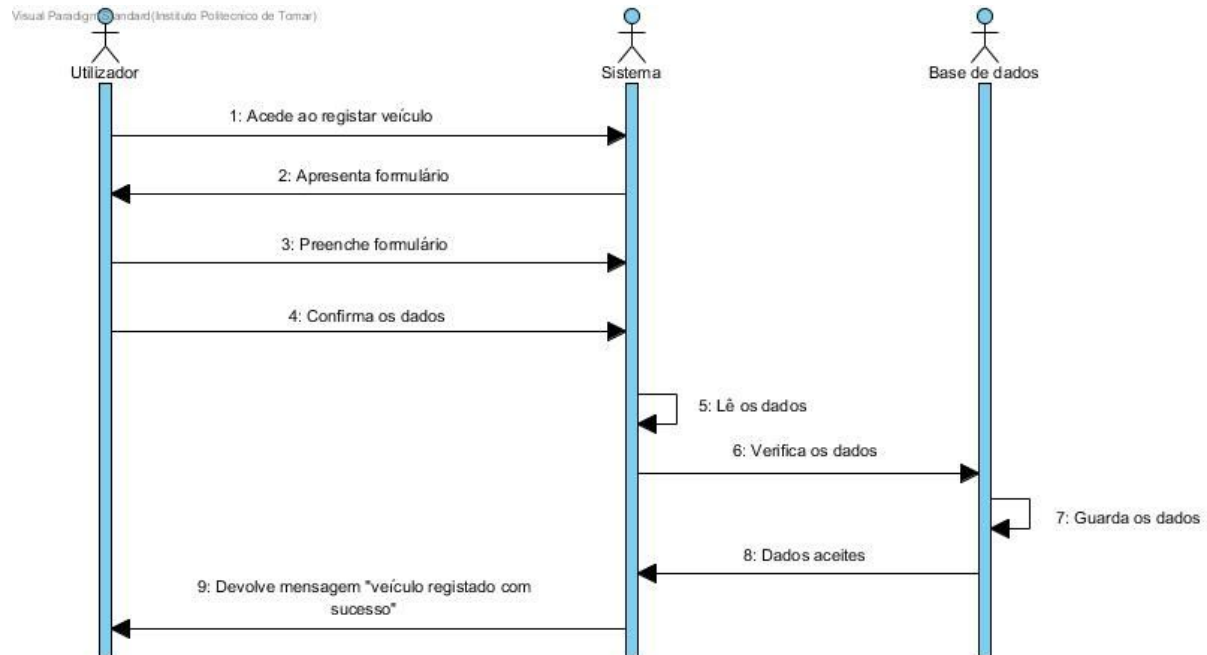 Visual Paradigm Standard(Instituto Politecnico de Tomar)
Utilizador
Sistema
Base de dados
1: Acede ao registar veículo
2: Apresenta formulário
3: Preenche formulário
4: Confirma os dados
5: Lê os dados
6: Verifica os dados
7: Guarda os dados
8: Dados aceites
9: Devolve mensagem "veículo registado com
sucesso"